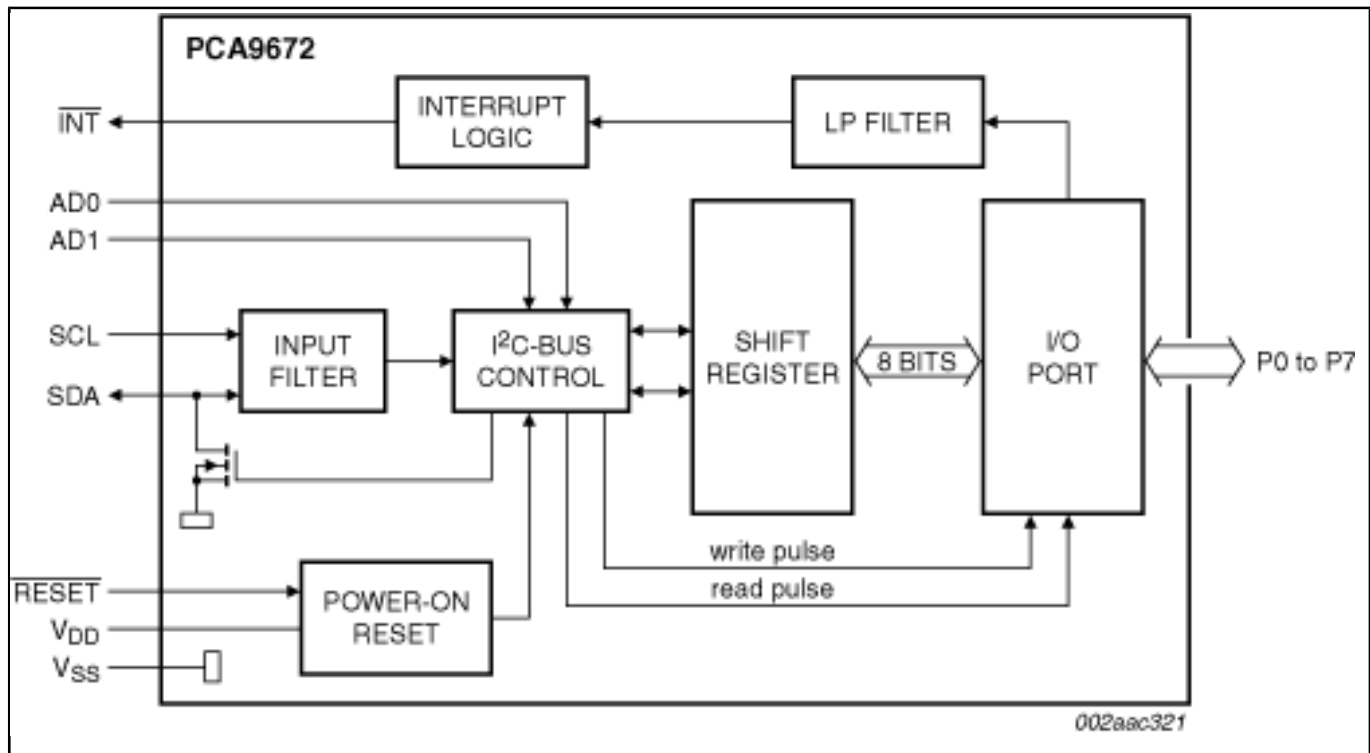 PCA9672
INTERRUPT
LOGIC
LP FILTER
INT
AD0
AD1
SCL
SDA
INPUT
FILTER
I²C-BUS
CONTROL
SHIFT
REGISTER
8 BITS
I/O
PORT
P0 to P7
write pulse
read pulse
RESET
VDD
VSS
POWER-ON
RESET
002aac321